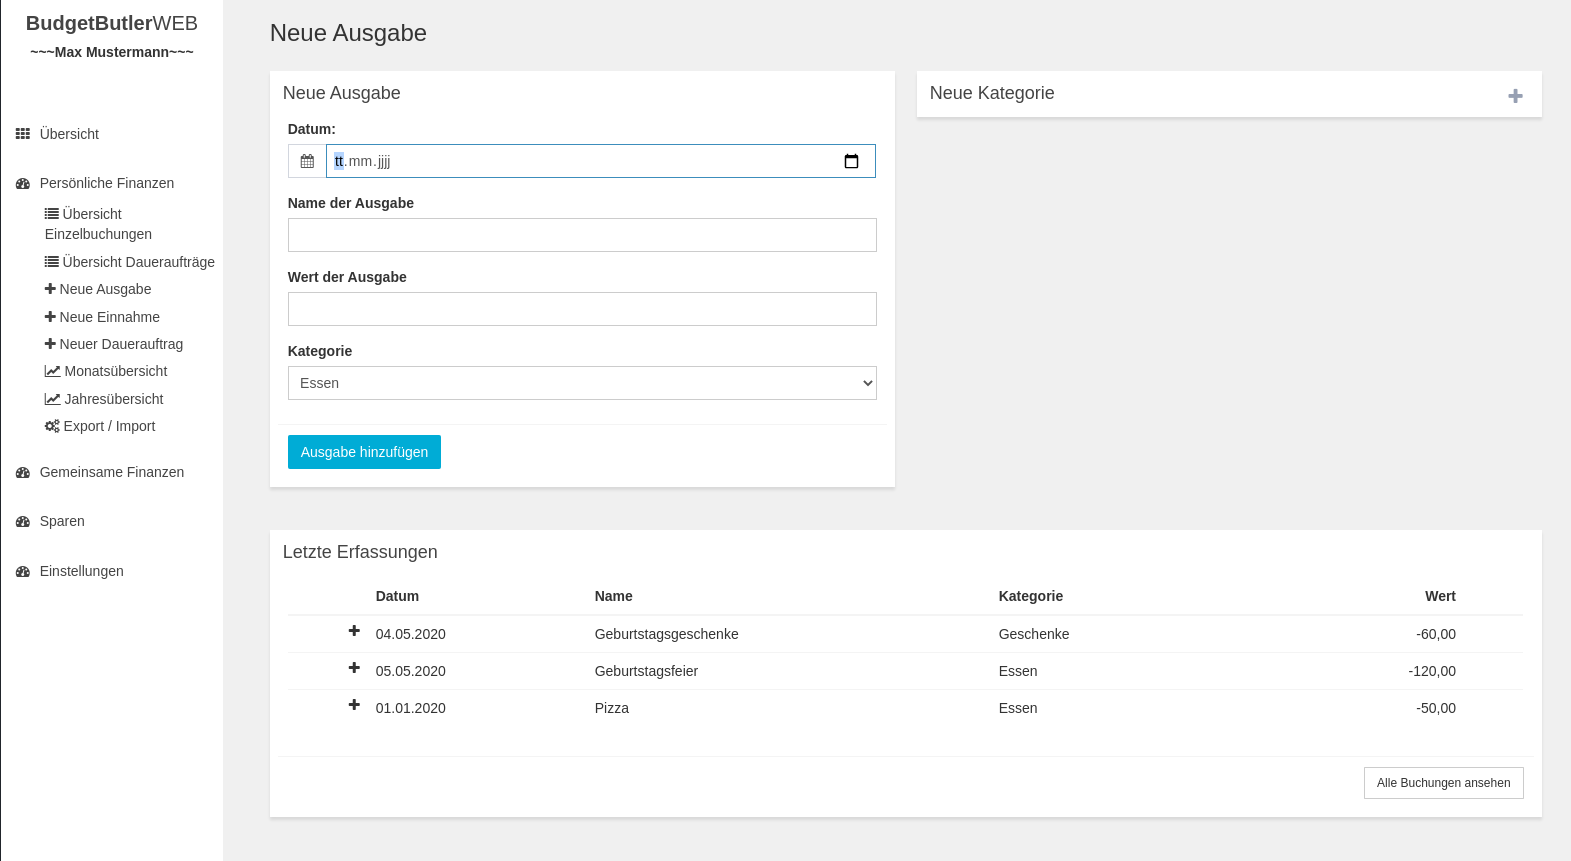 BudgetButlerWEB
~~~Max Mustermann~~~
Übersicht
Persönliche Finanzen
Übersicht
Einzelbuchungen
Übersicht Daueraufträge
Neue Ausgabe
Neue Einnahme
Neuer Dauerauftrag
Monatsübersicht
Jahresübersicht
Export / Import
Gemeinsame Finanzen
Sparen
Einstellungen
Neue Ausgabe
Neue Ausgabe
Datum:
tt.mm.jjjj
Name der Ausgabe
Wert der Ausgabe
Kategorie
Essen
Ausgabe hinzufügen
Neue Kategorie
Letzte Erfassungen
Datum Name Kategorie Wert
04.05.2020 Geburtstagsgeschenke Geschenke -60,00
05.05.2020 Geburtstagsfeier Essen -120,00
01.01.2020 Pizza Essen -50,00
Alle Buchungen ansehen